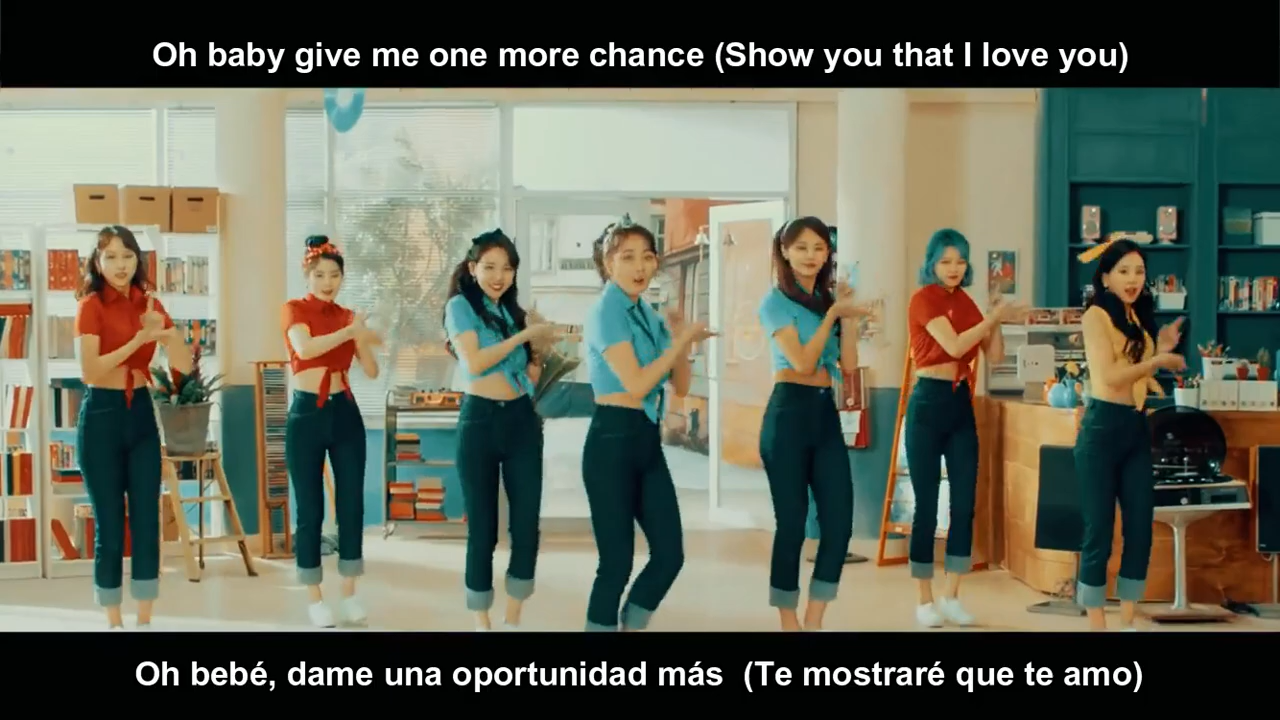 Oh baby give me one more chance (Show you that I love you)
Oh bebé, dame una oportunidad más (Te mostraré que te amo)